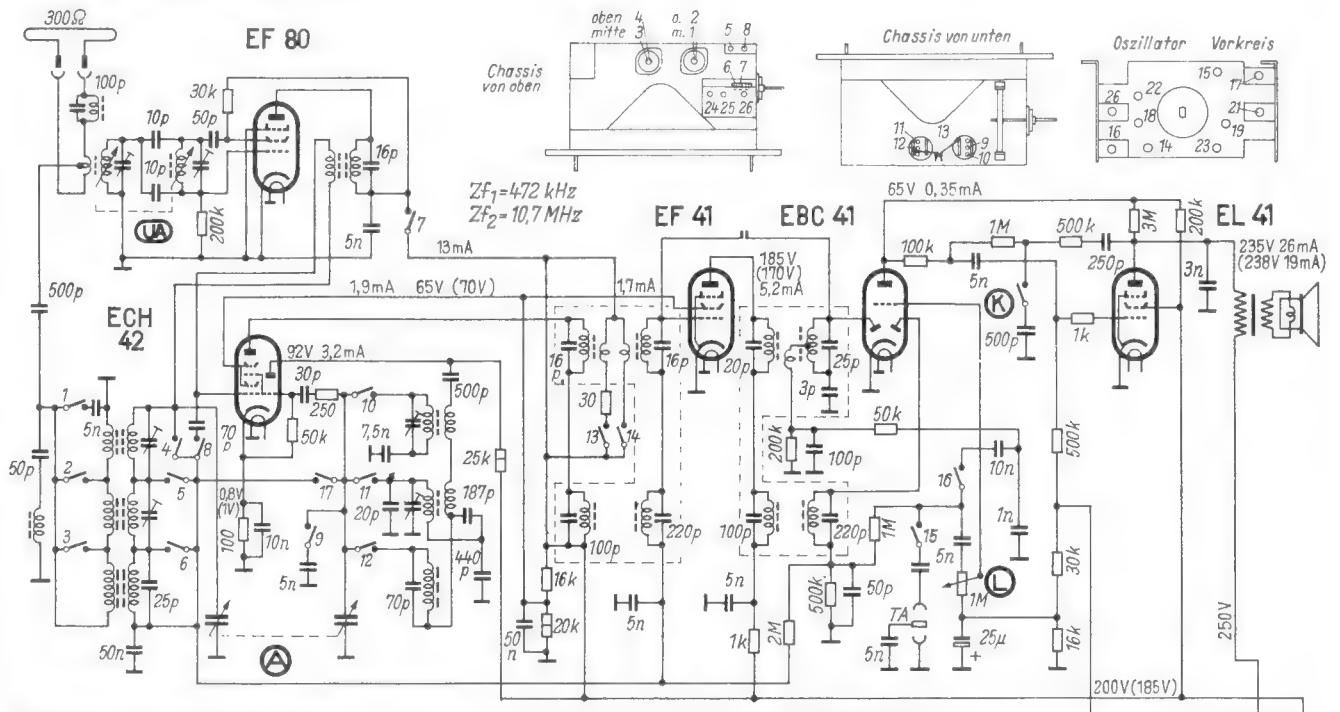 300Ω
EF 80
100p
10p
50p
30k
10p
UA
200k
16p
5n
7
oben 4
mitte 3
o. 2
m. 1
5 8
6 7
24 25 26
Chassis
von oben
Chassis von unten
11
12
13
9
10
Oszillator Vorkreis
15
17
26
22
21
16
18
19
14
23
Zf1=472 kHz
Zf2=10,7 MHz
500p
ECH
42
13mA
1,9mA 65V (70V)
1,7mA
92V 3,2mA
EF 41
EBC 41
EL 41
185V
(170V)
5,2mA
65V 0,35mA
100k
1M
5n
500k
250p
3M
200k
K
500p
1k
3n
235V 26mA
(238V 19mA)
1
5n
2
3
50p
25p
50n
4
8
5
6
70
p
0,8V
(1V)
100
10n
30p
250
50k
10
7,5n
17
11
20p
9
5n
12
70p
500p
187p
440
p
25k
A
16
p
30
13
14
16p
100p
220p
16k
20k
50
n
5n
20p
25p
3p
200k
100p
50k
100p
220p
5n
1k
2M
500k
50p
1M
16
15
10n
1n
5n
1M
L
TA
5n
25µ
+
500k
30k
16k
250V
200V(185V)